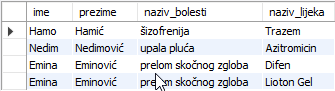 ime prezime naziv_bolesti naziv_lijeka
Hamo Hamić šizofrenija Trazem
Nedim Nedimović upala pluća Azitromicin
Emina Eminović prelom skočnog zgloba Difen
Emina Eminović prelom skočnog zgloba Lioton Gel